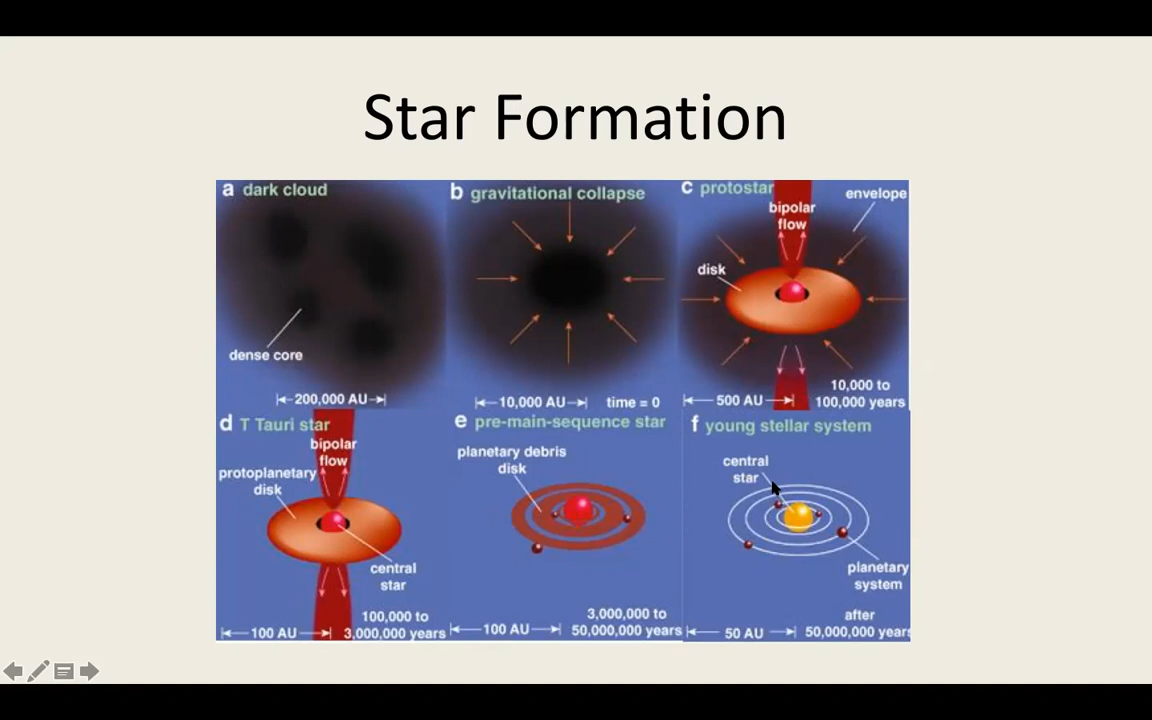 Star Formation
a dark cloud
dense core
200,000 AU
b gravitational collapse
10,000 AU time = 0
c protostar
envelope
bipolar
flow
disk
500 AU
10,000 to
100,000 years
d T Tauri star
bipolar
flow
protoplanetary
disk
central
star
100 AU
100,000 to
3,000,000 years
e pre-main-sequence star
planetary debris
disk
100 AU
3,000,000 to
50,000,000 years
f young stellar system
central
star
planetary
system
50 AU
after
50,000,000 years